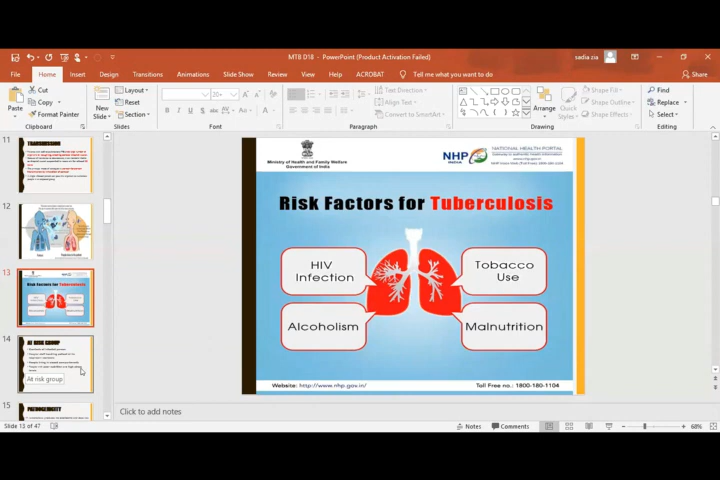 MTB D18 - PowerPoint (Product Activation Failed)
sadia zia
File Home Insert Design Transitions Animations Slide Show Review View Help ACROBAT Tell me what you want to do Share
Paste
Cut
Copy
Format Painter
Clipboard
New
Slide
Layout
Reset
Section
Slides
Font
Text Direction
Align Text
Convert to SmartArt
Paragraph
Arrange
Quick
Styles
Shape Fill
Shape Outline
Shape Effects
Drawing
Find
Replace
Select
Editing
11
TRANSMISSION
12
13
Risk Factors for Tuberculosis
14
AT RISK GROUP
At risk group
15
PATHOGENICITY
Ministry of Health and Family Welfare
Government of India
NHP
INDIA
NATIONAL HEALTH PORTAL
Risk Factors for Tuberculosis
HIV
Infection
Tobacco
Use
Alcoholism
Malnutrition
Website: http://www.nhp.gov.in/
Toll Free no.: 1800-180-1104
Click to add notes
Slide 13 of 47
Notes
Comments
68%